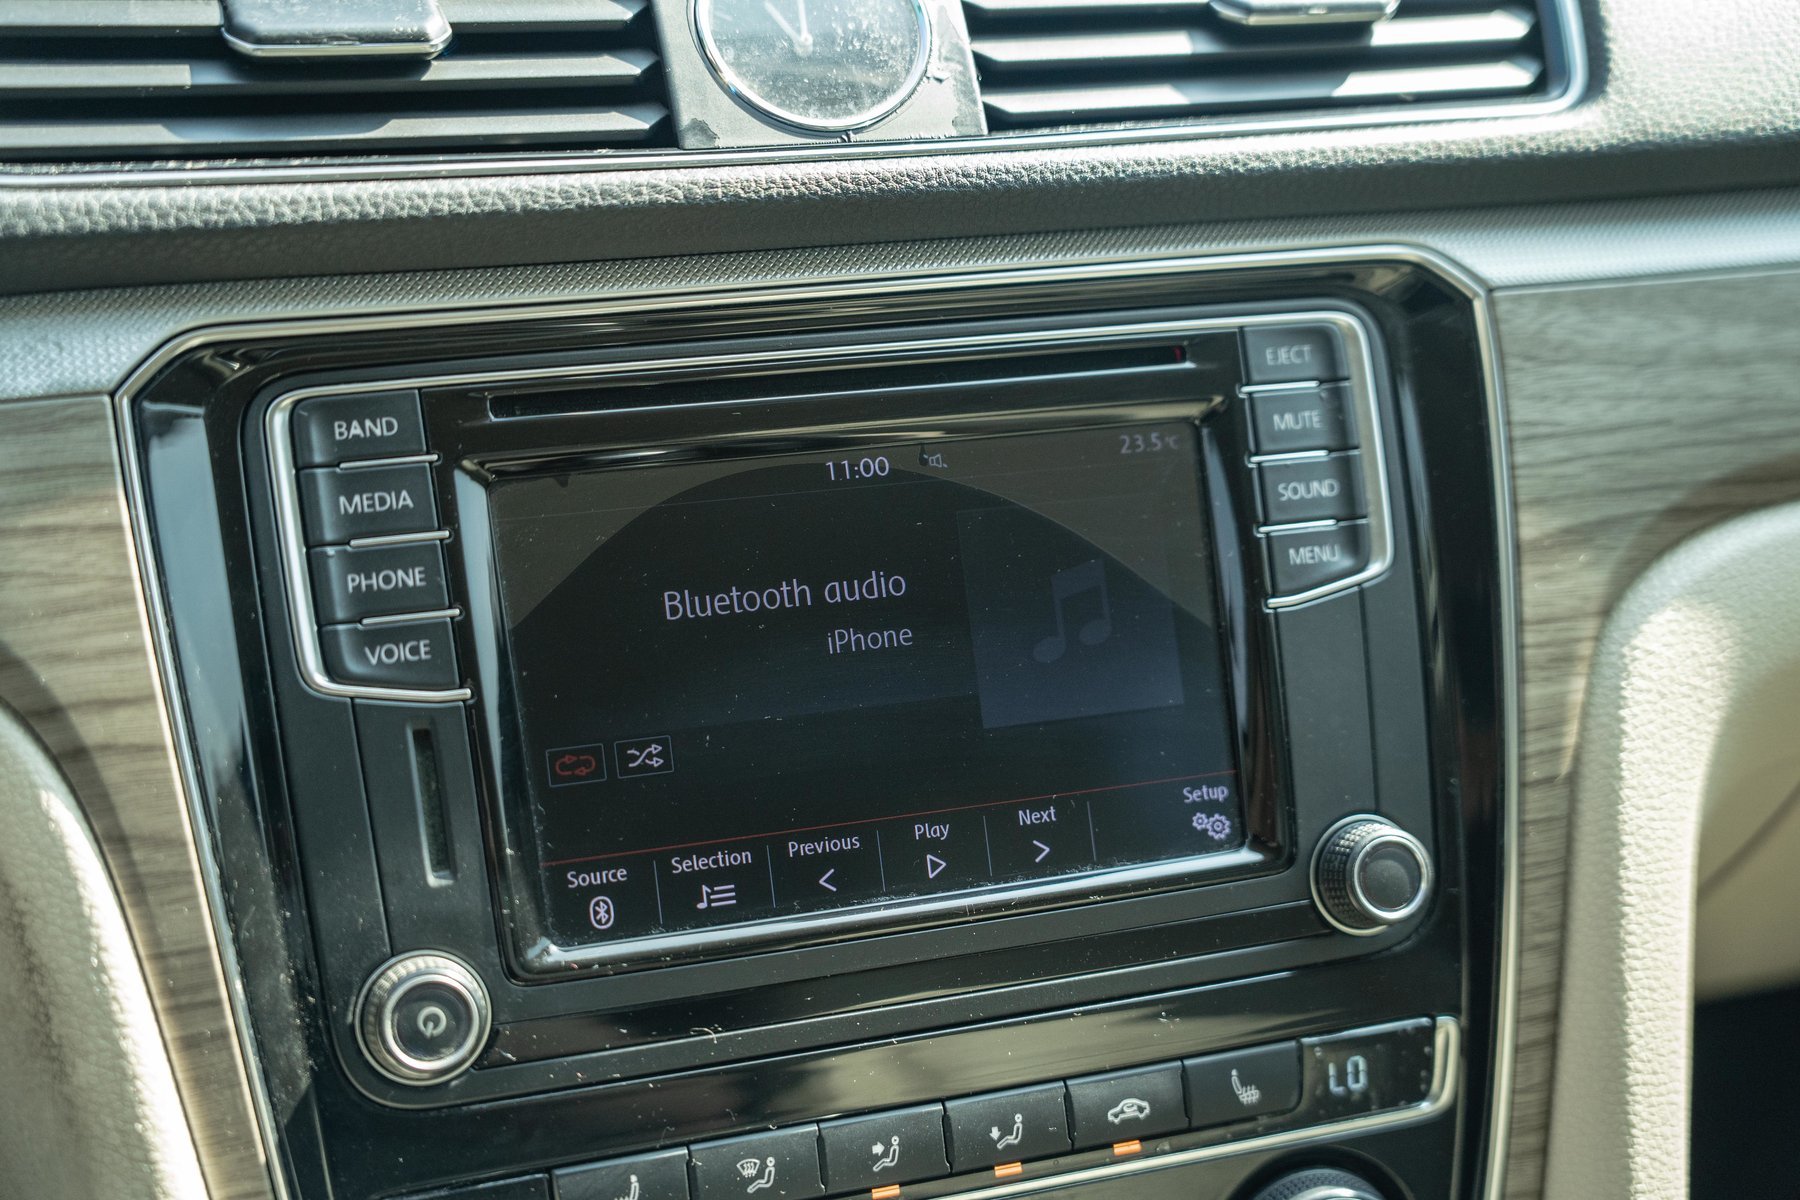 BAND
MEDIA
PHONE
VOICE
EJECT
MUTE
SOUND
MENU
11:00
23.5°C
Bluetooth audio
iPhone
Source
Selection
Previous
Play
Next
Setup
LO